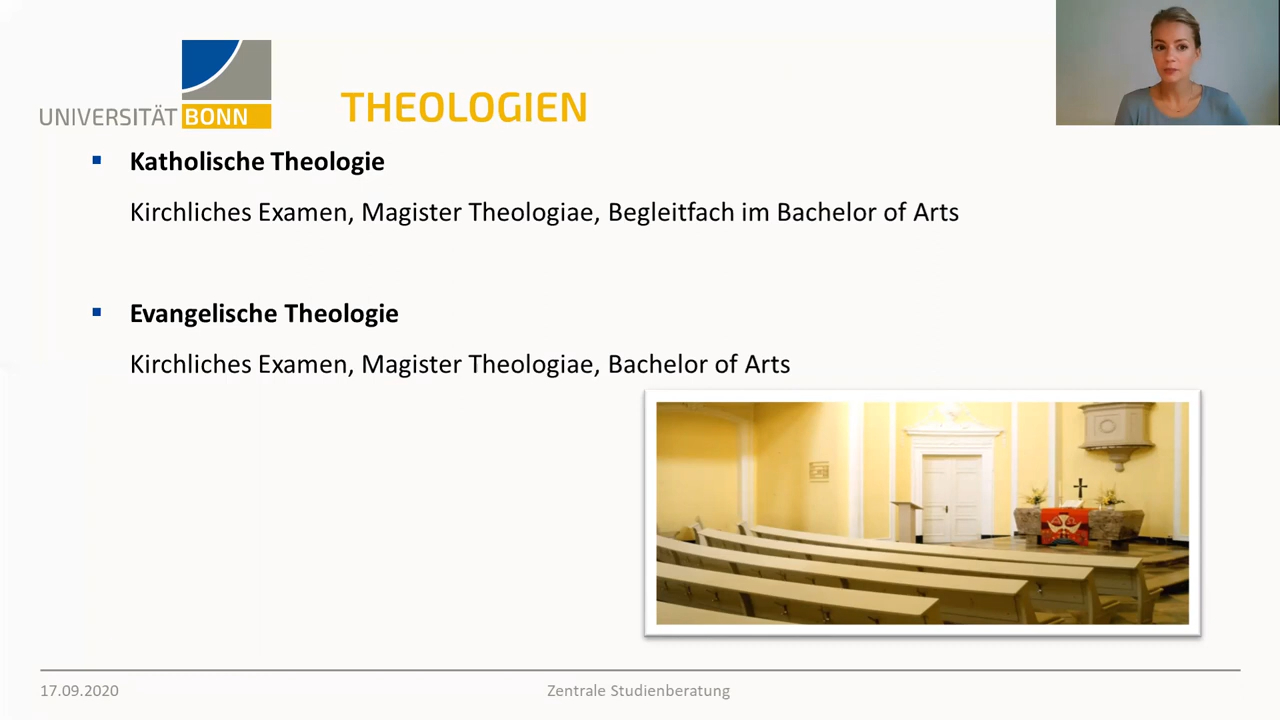 UNIVERSITÄT BONN
THEOLOGIEN
Katholische Theologie
Kirchliches Examen, Magister Theologiae, Begleitfach im Bachelor of Arts
Evangelische Theologie
Kirchliches Examen, Magister Theologiae, Bachelor of Arts
17.09.2020
Zentrale Studienberatung